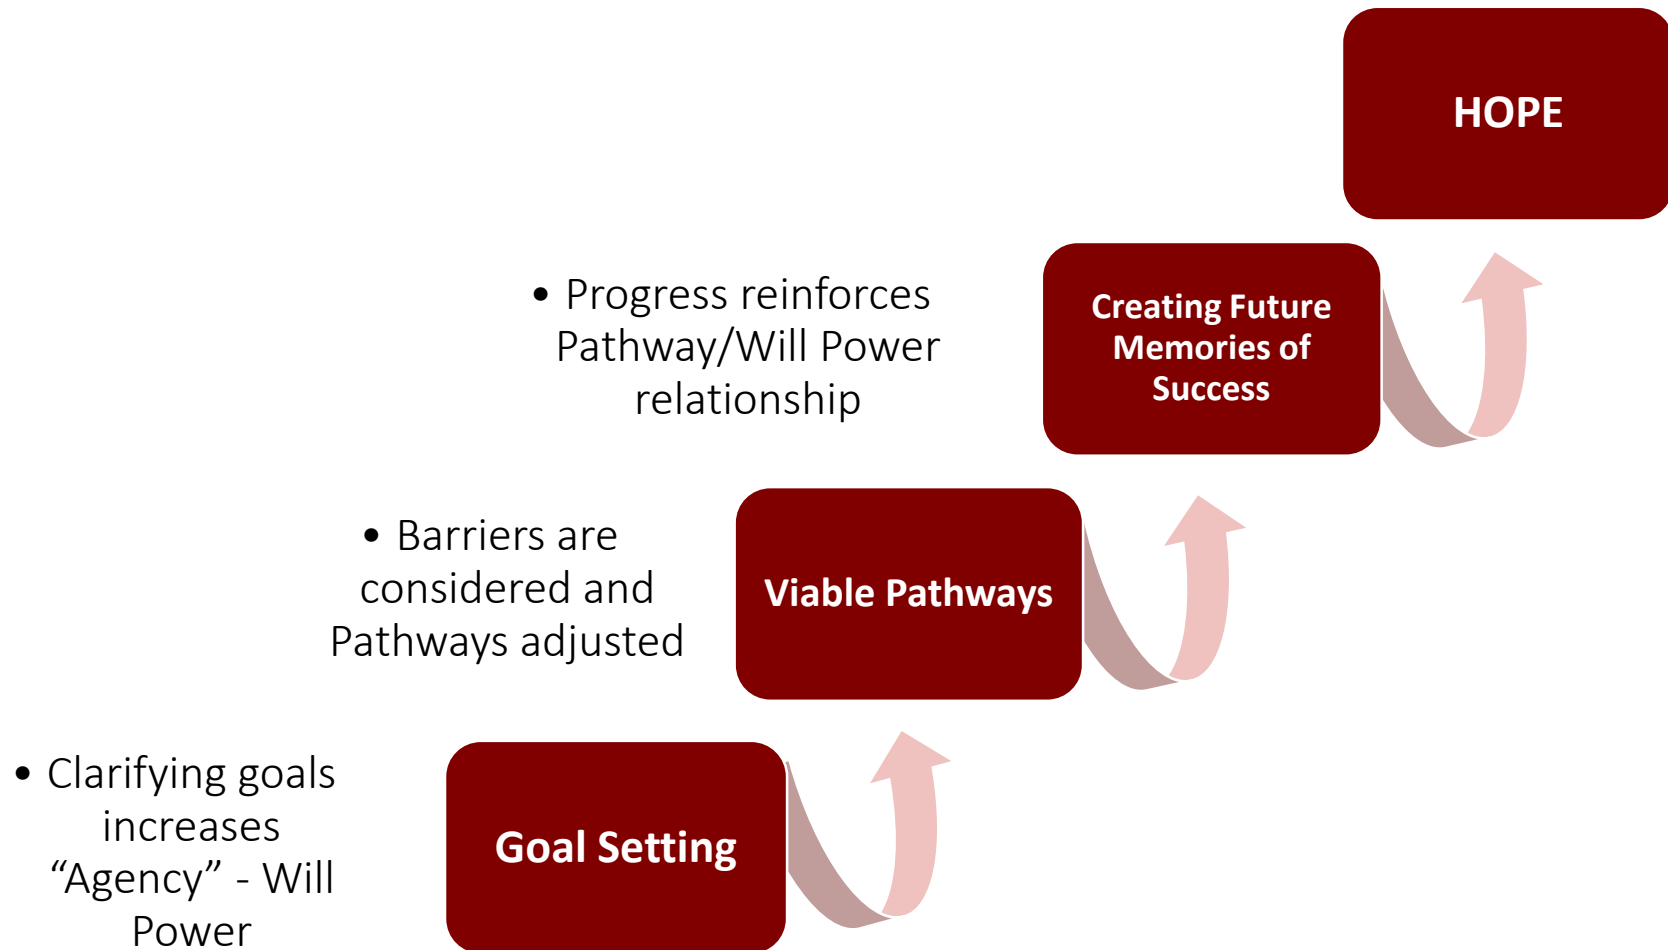 HOPE
• Progress reinforces
Pathway/Will Power
relationship
Creating Future
Memories of
Success
• Barriers are
considered and
Pathways adjusted
Viable Pathways
• Clarifying goals
increases
“Agency” - Will
Power
Goal Setting